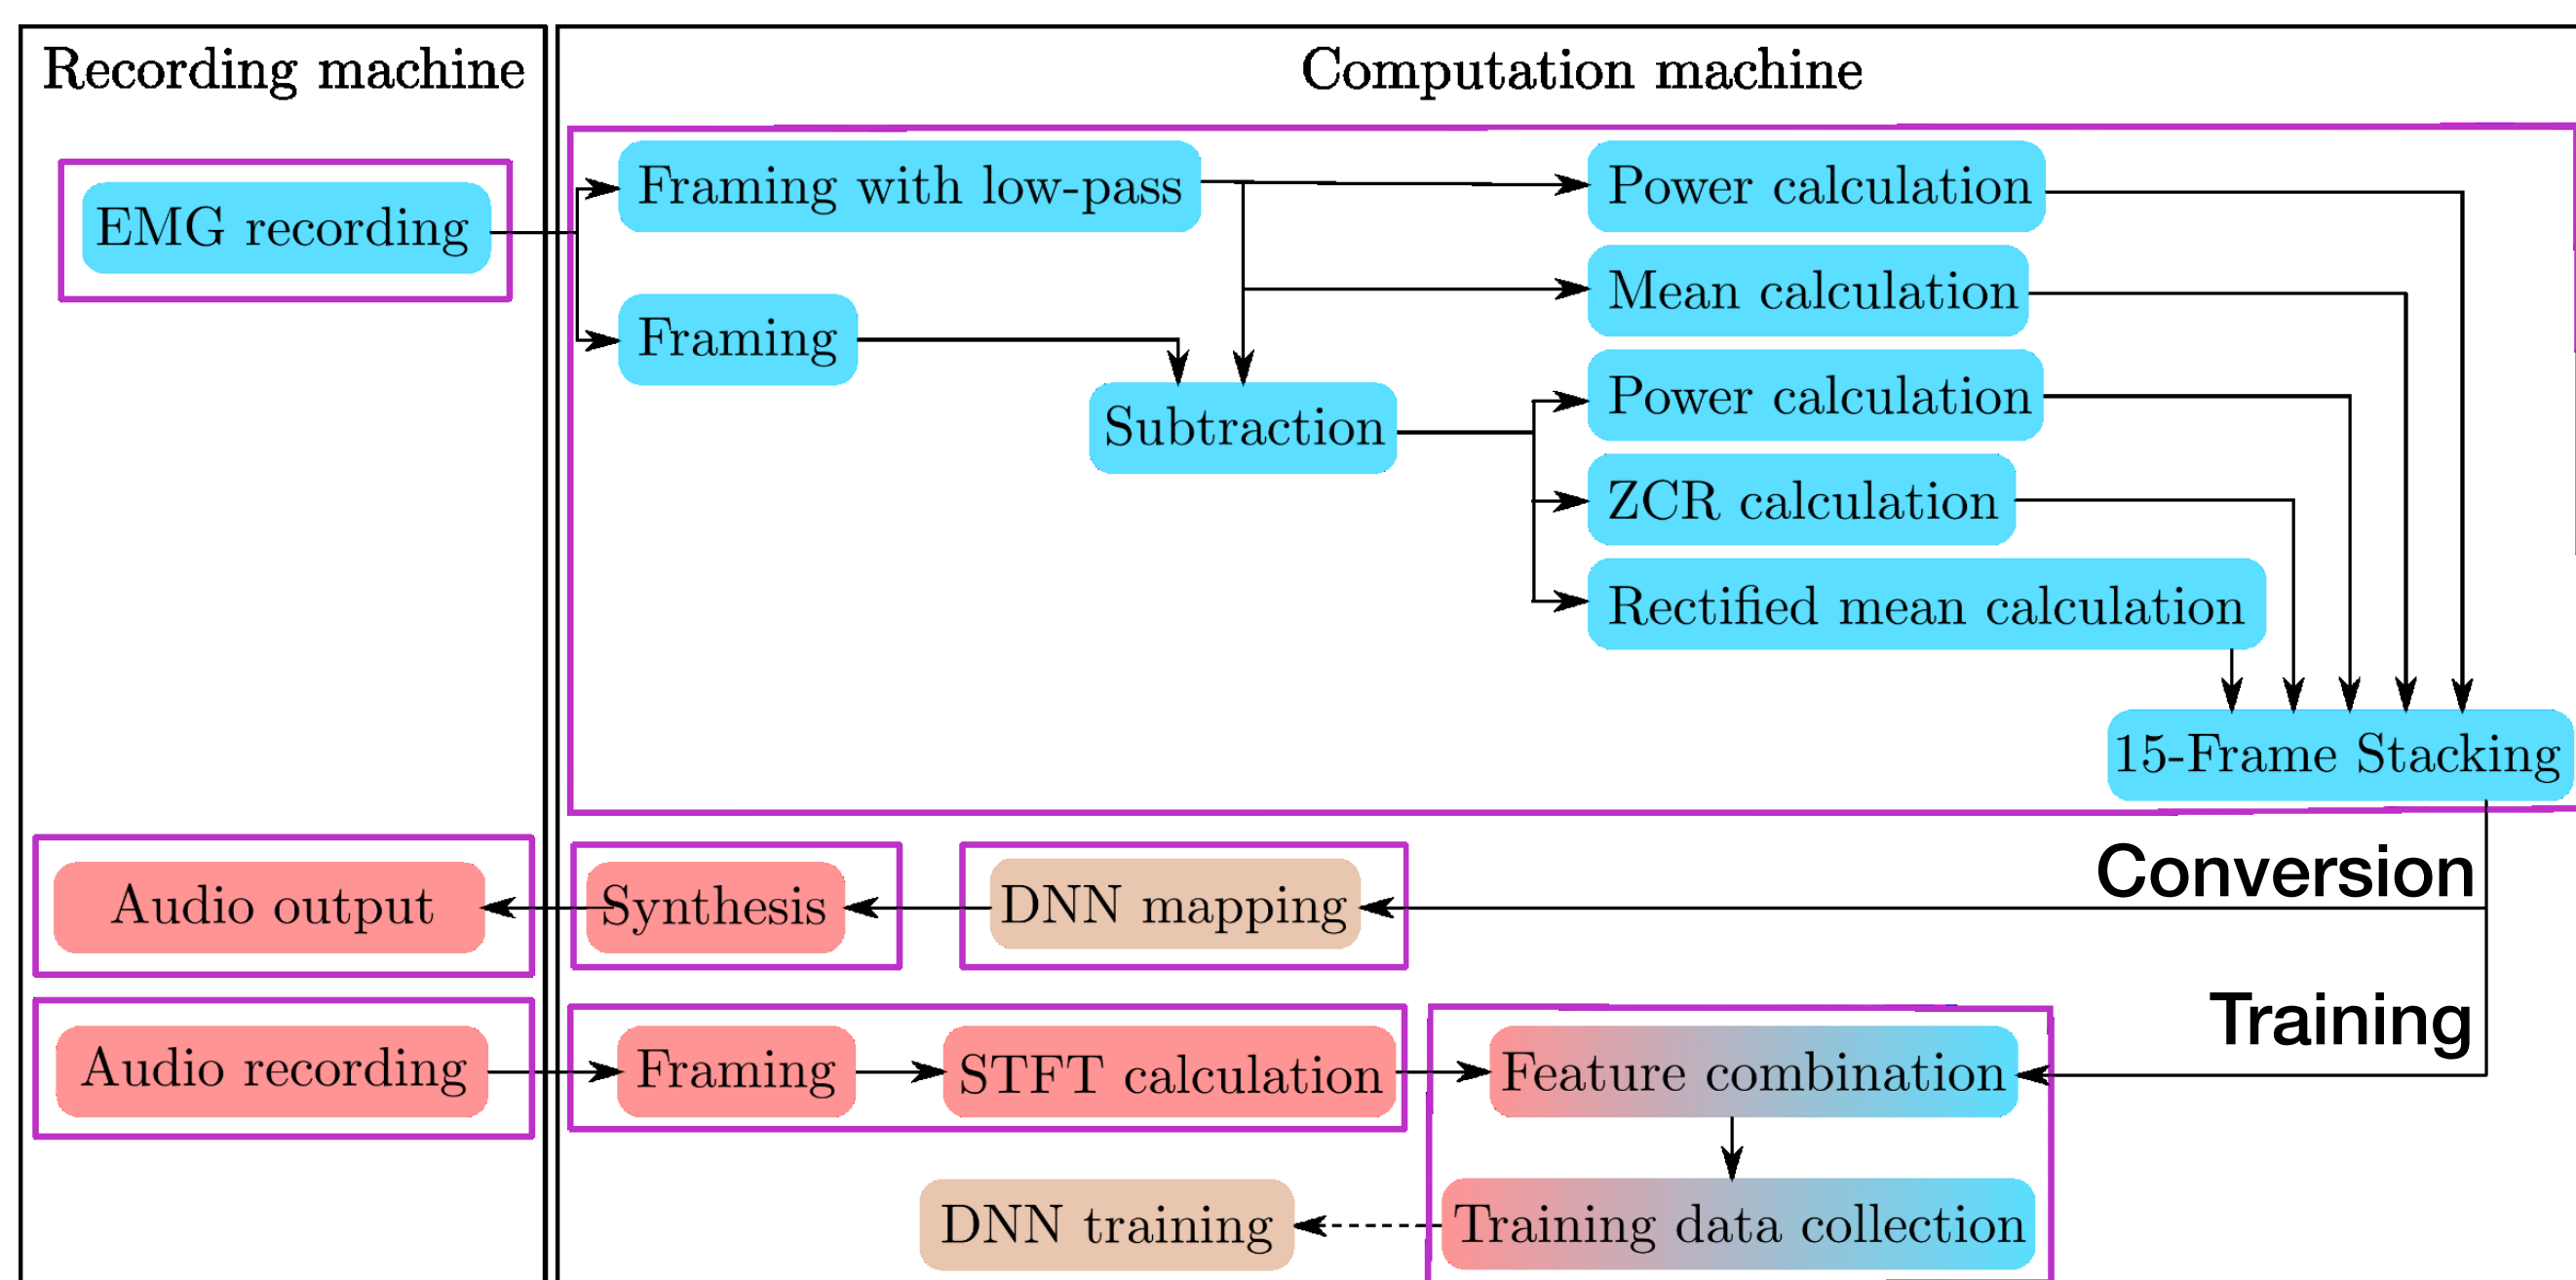 Recording machine
Computation machine
EMG recording
Framing with low-pass
Power calculation
Mean calculation
Framing
Power calculation
Subtraction
ZCR calculation
Rectified mean calculation
15-Frame Stacking
Conversion
Audio output
Synthesis
DNN mapping
Training
Audio recording
Framing
STFT calculation
Feature combination
DNN training
Training data collection